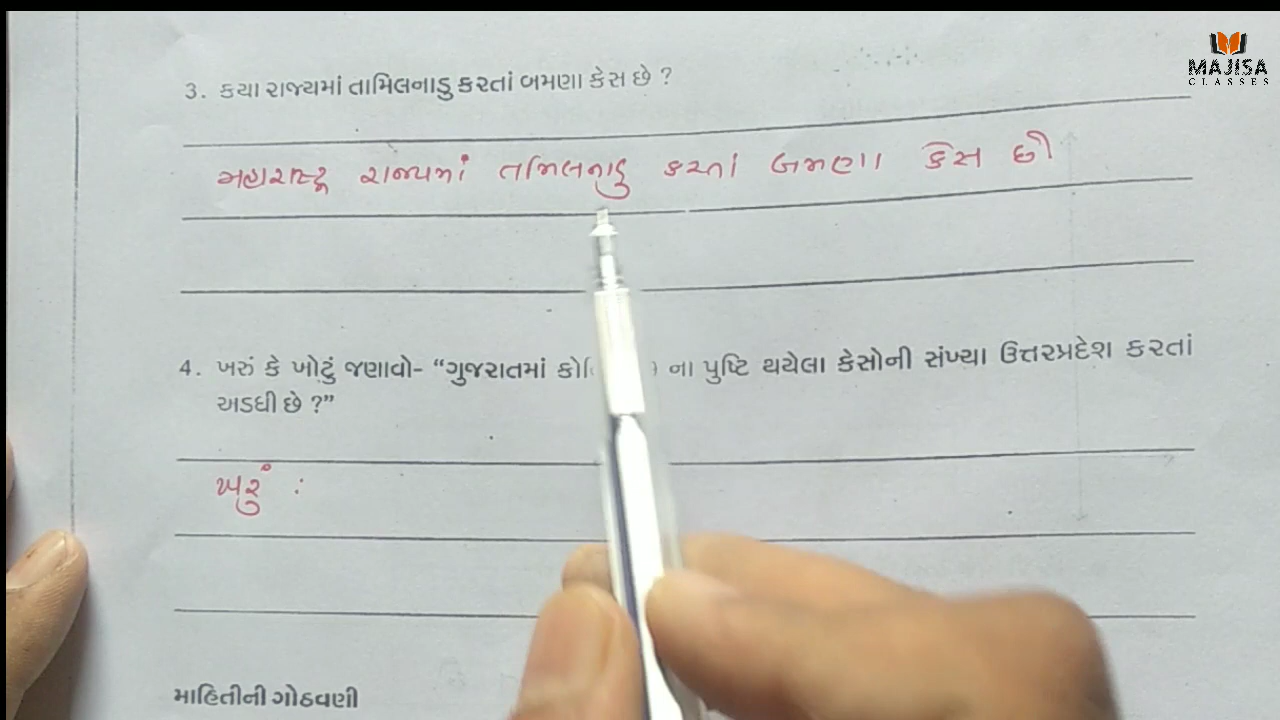 MAJISA
CLASSES
3. કયા રાજ્યમાં તામિલનાડુ કરતાં બમણા કેસ છે ?
મહારાષ્ટ્ર રાજ્યમાં તમિલનાડુ કરતાં બમણા કેસ છે
4. ખરું કે ખોટું જણાવો- “ગુજરાતમાં ના પુષ્ટિ થયેલા કેસોની સંખ્યા ઉત્તરપ્રદેશ કરતાં
અડધી છે ?”
ખરું :
માહિતીની ગોઠવણી